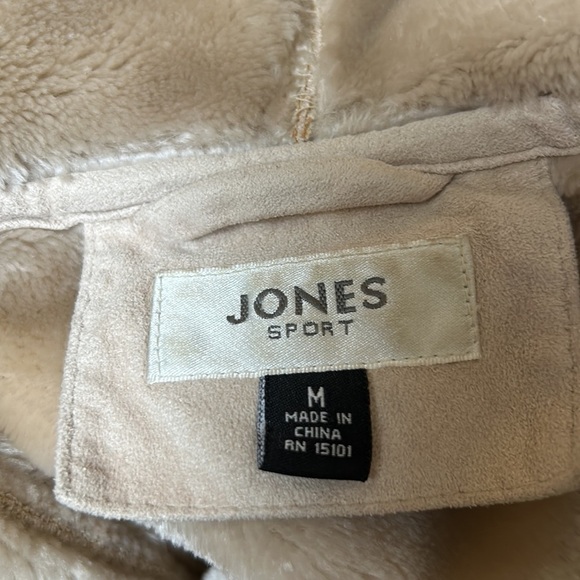 JONES
SPORT
M
MADE IN
CHINA
RN 15101